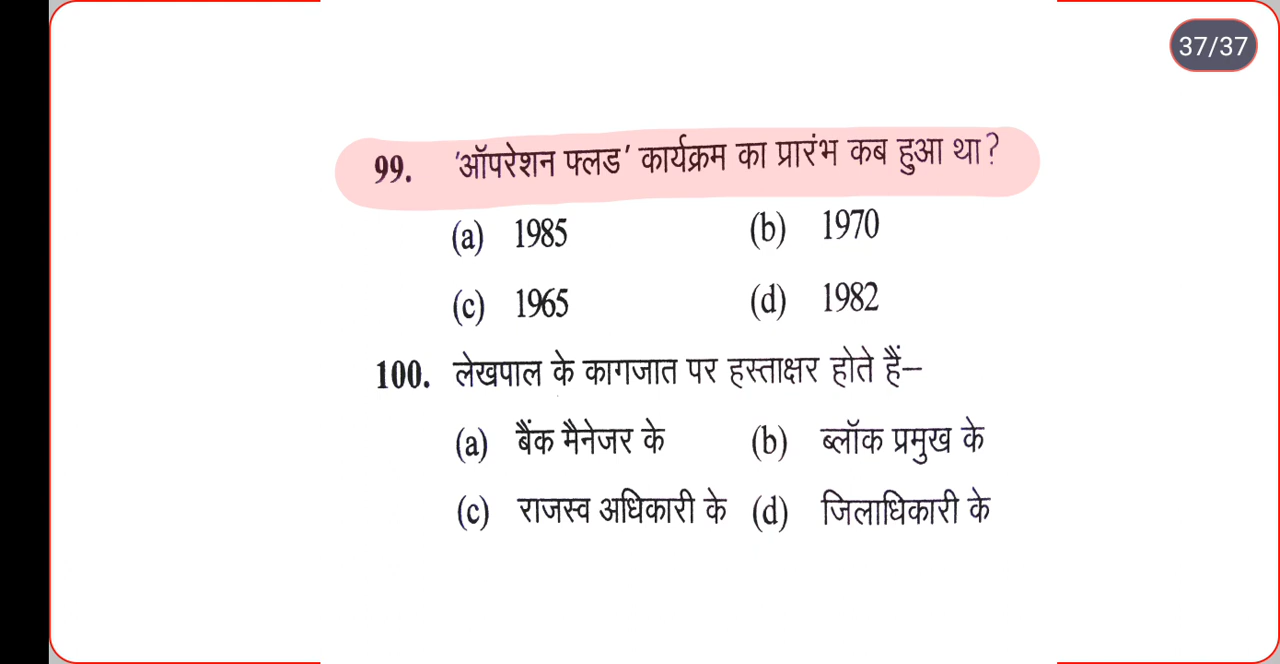 37/37
99. 'ऑपरेशन फ्लड' कार्यक्रम का प्रारंभ कब हुआ था?
(a) 1985 (b) 1970
(c) 1965 (d) 1982
100. लेखपाल के कागजात पर हस्ताक्षर होते हैं–
(a) बैंक मैनेजर के (b) ब्लॉक प्रमुख के
(c) राजस्व अधिकारी के (d) जिलाधिकारी के